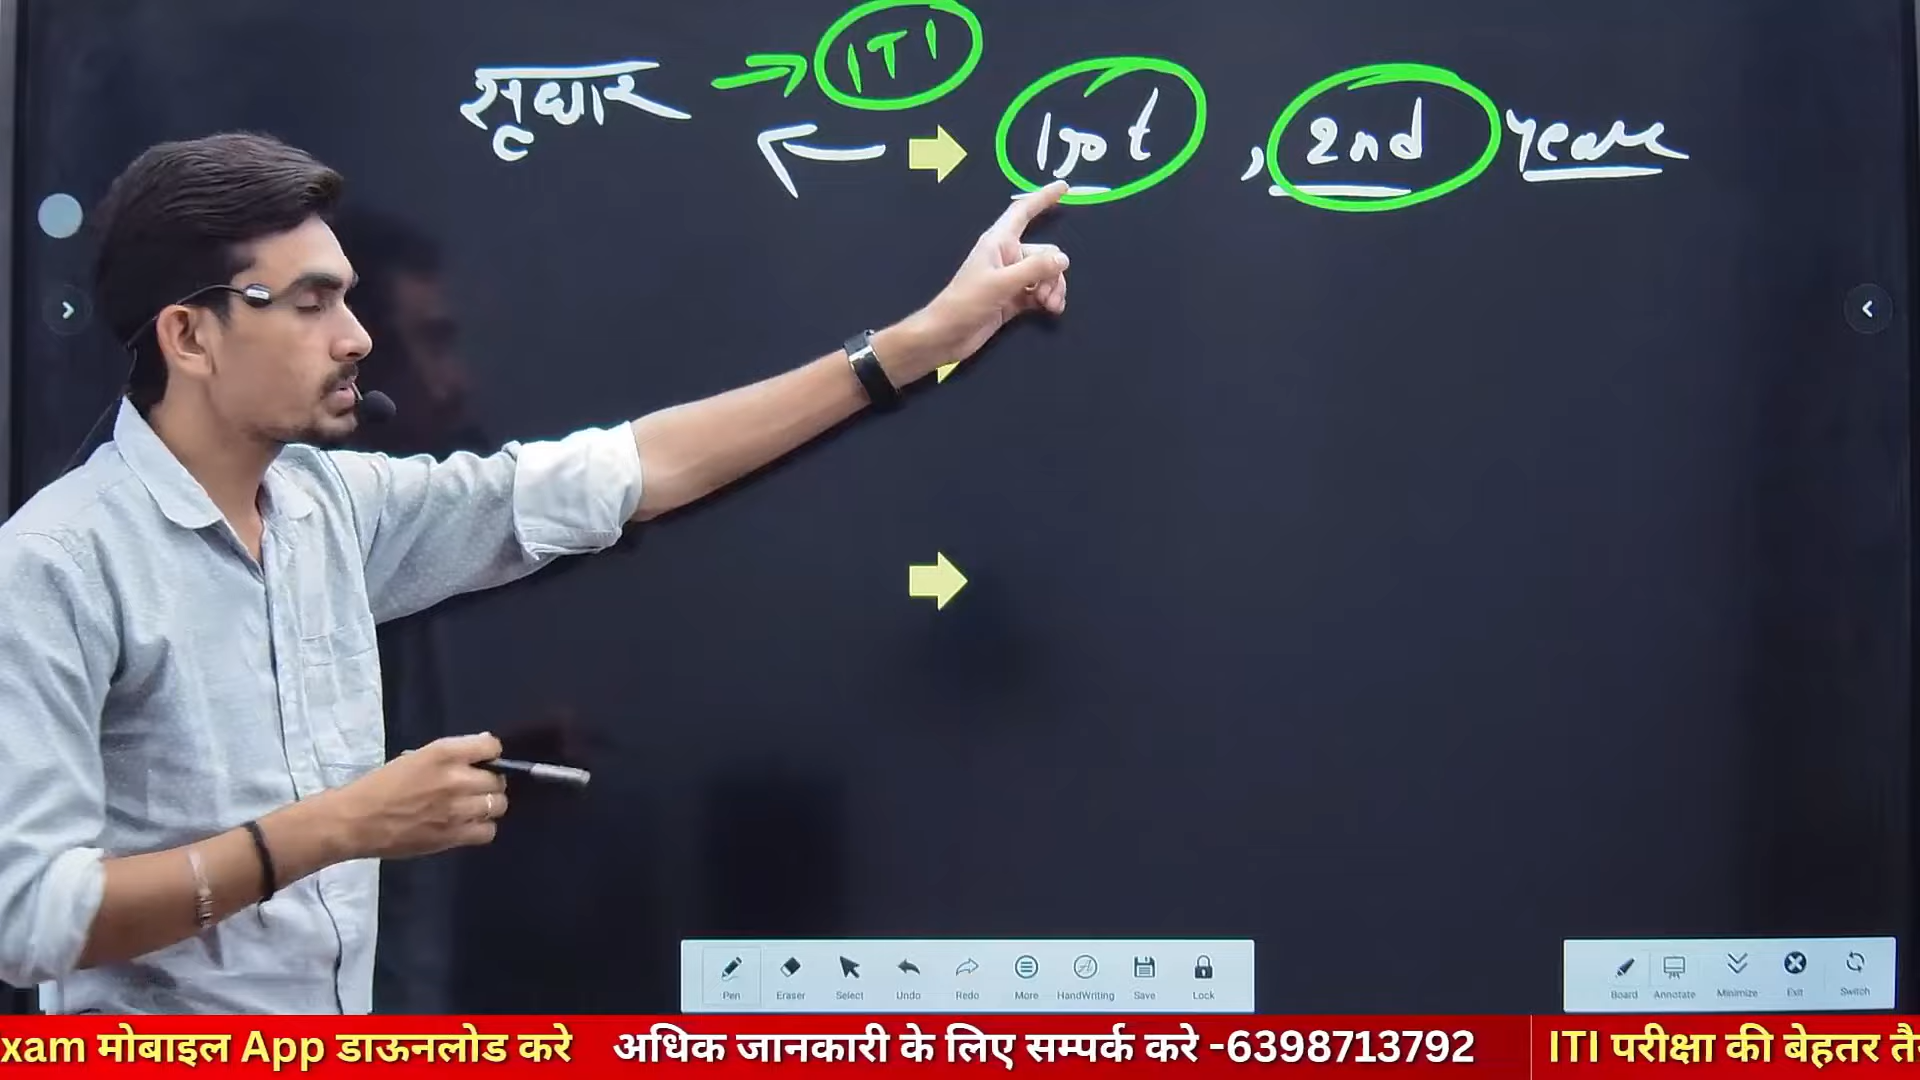 सुधार → ITI
← 1st , 2nd year
Pen Eraser Select Undo Redo More HandWriting Save Lock
Board Annotate Minimize Exit Switch
xam मोबाइल App डाऊनलोड करे अधिक जानकारी के लिए सम्पर्क करे -6398713792 ITI परीक्षा की बेहतर तै